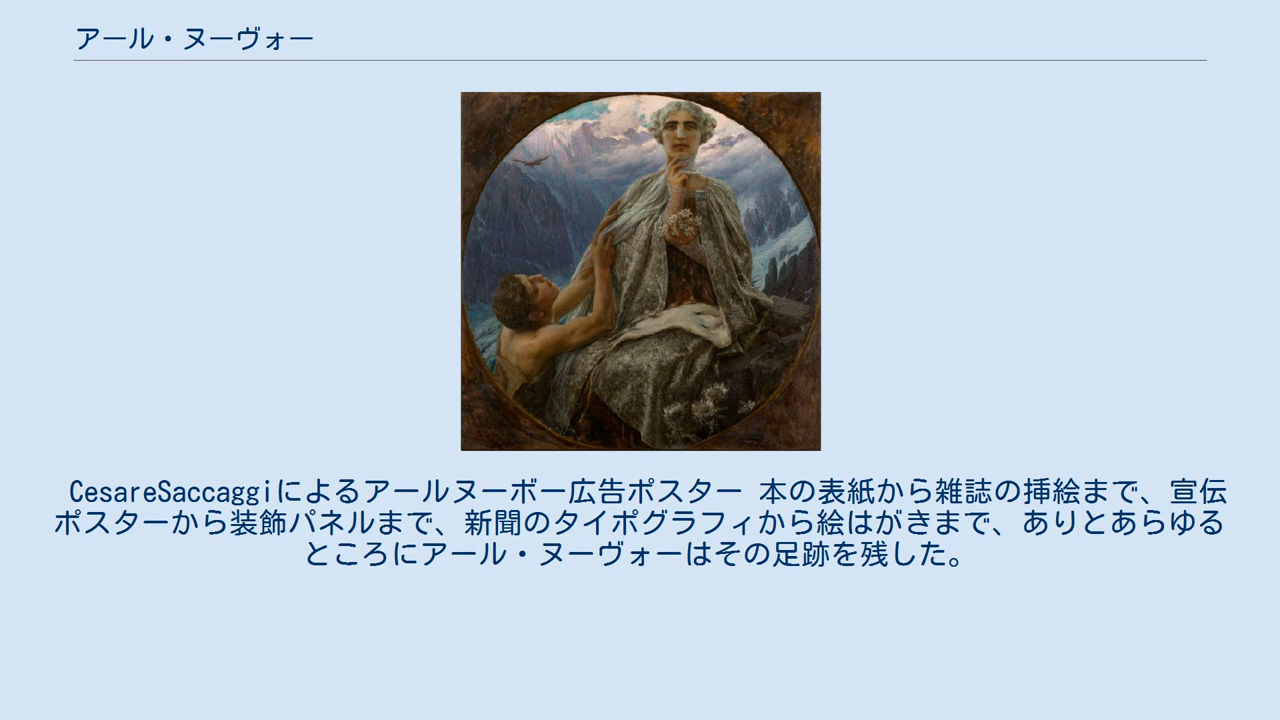 アール・ヌーヴォー
CesareSaccaggiによるアールヌーボー広告ポスター 本の表紙から雑誌の挿絵まで、宣伝
ポスターから装飾パネルまで、新聞のタイポグラフィから絵はがきまで、ありとあらゆる
ところにアール・ヌーヴォーはその足跡を残した。